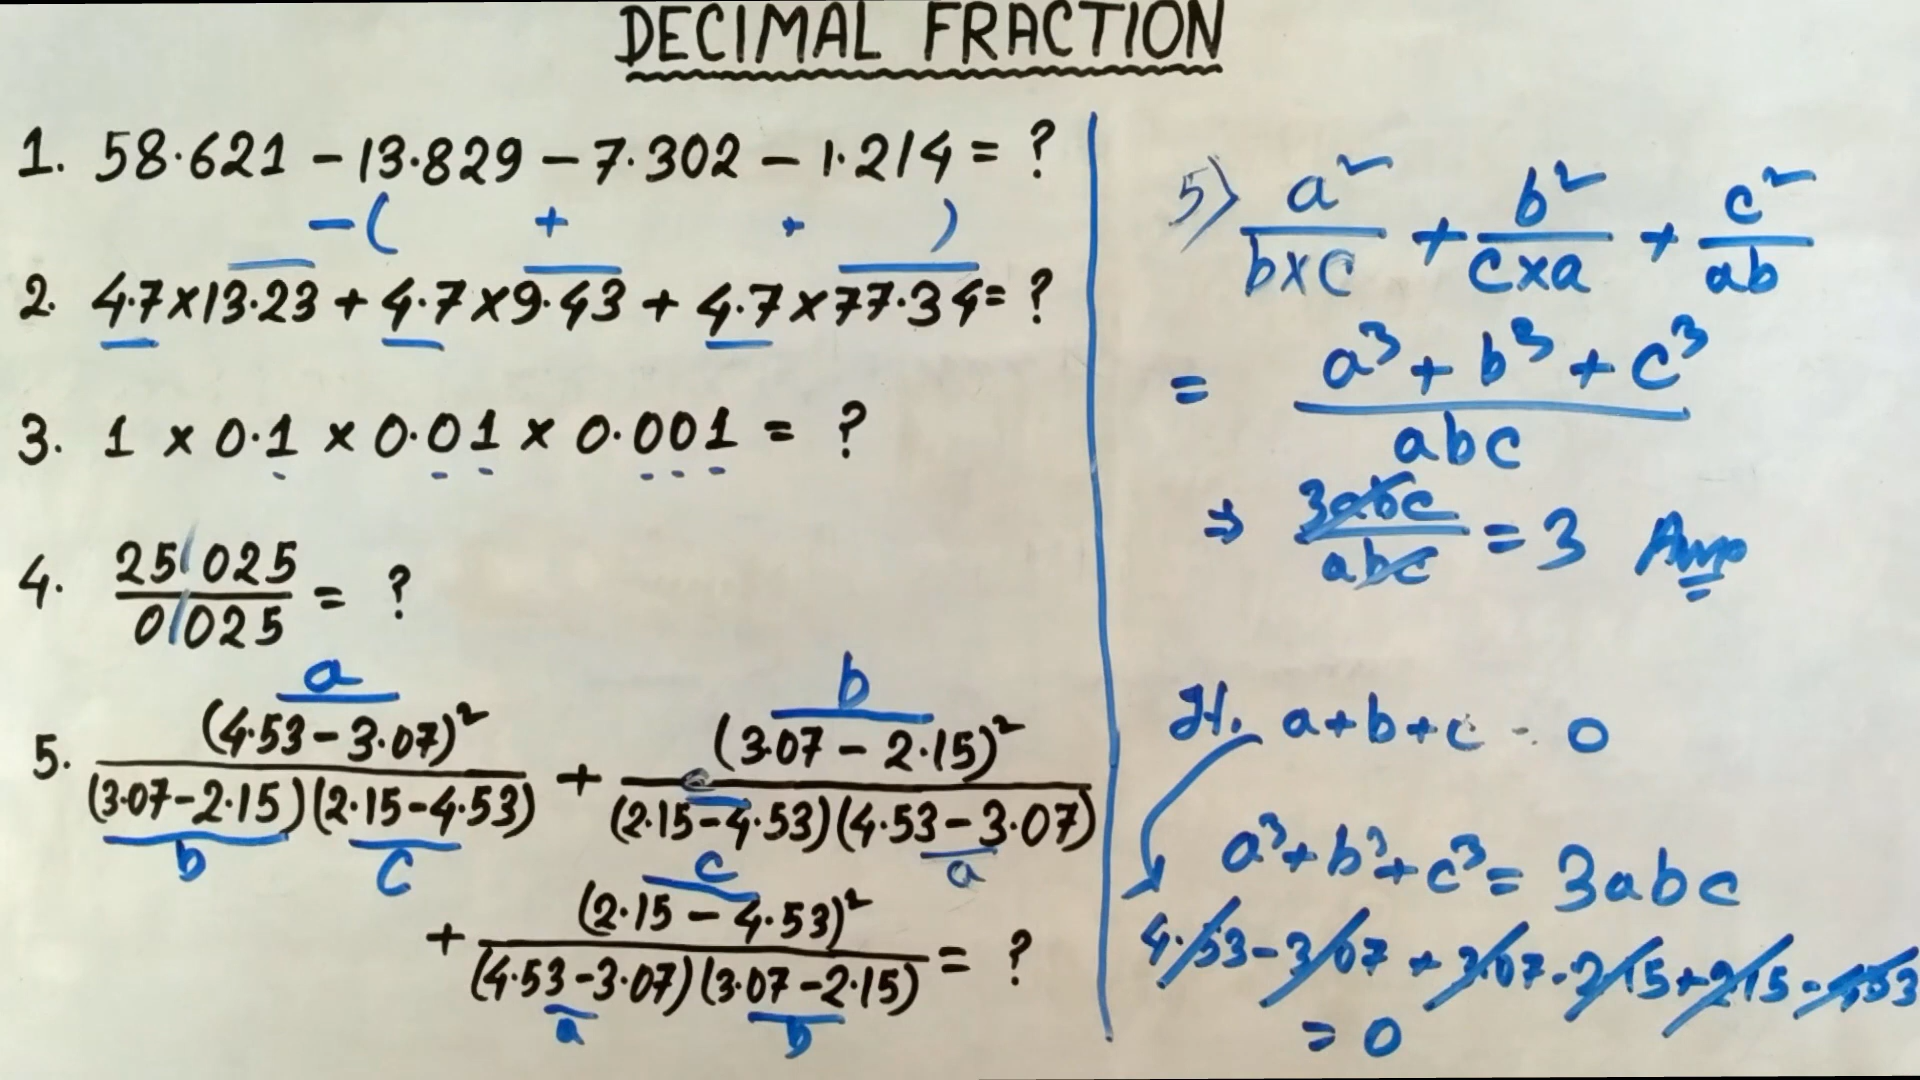 DECIMAL FRACTION
1. 58.621 - 13.829 - 7.302 - 1.214 = ?
- ( + + )
2. 4.7 × 13.23 + 4.7 × 9.43 + 4.7 × 77.34 = ?
3. 1 × 0.1 × 0.01 × 0.001 = ?
4. 25/025
0/025
= ?
a
b
5. (4.53 - 3.07)² + (3.07 - 2.15)²
c
(3.07 - 2.15)(2.15 - 4.53) (2.15 - 4.53)(4.53 - 3.07)
b c a
c
+ (2.15 - 4.53)² = ?
(4.53 - 3.07)(3.07 - 2.15)
a b
5) a² + b² + c²
b×c c×a ab
= a³ + b³ + c³
abc
⇒ 3abc = 3 Ans
abc
a + b + c = 0
a³ + b³ + c³ = 3abc
4.53 - 3.07 + 3.07 - 2.15 + 2.15 - 4.53
= 0